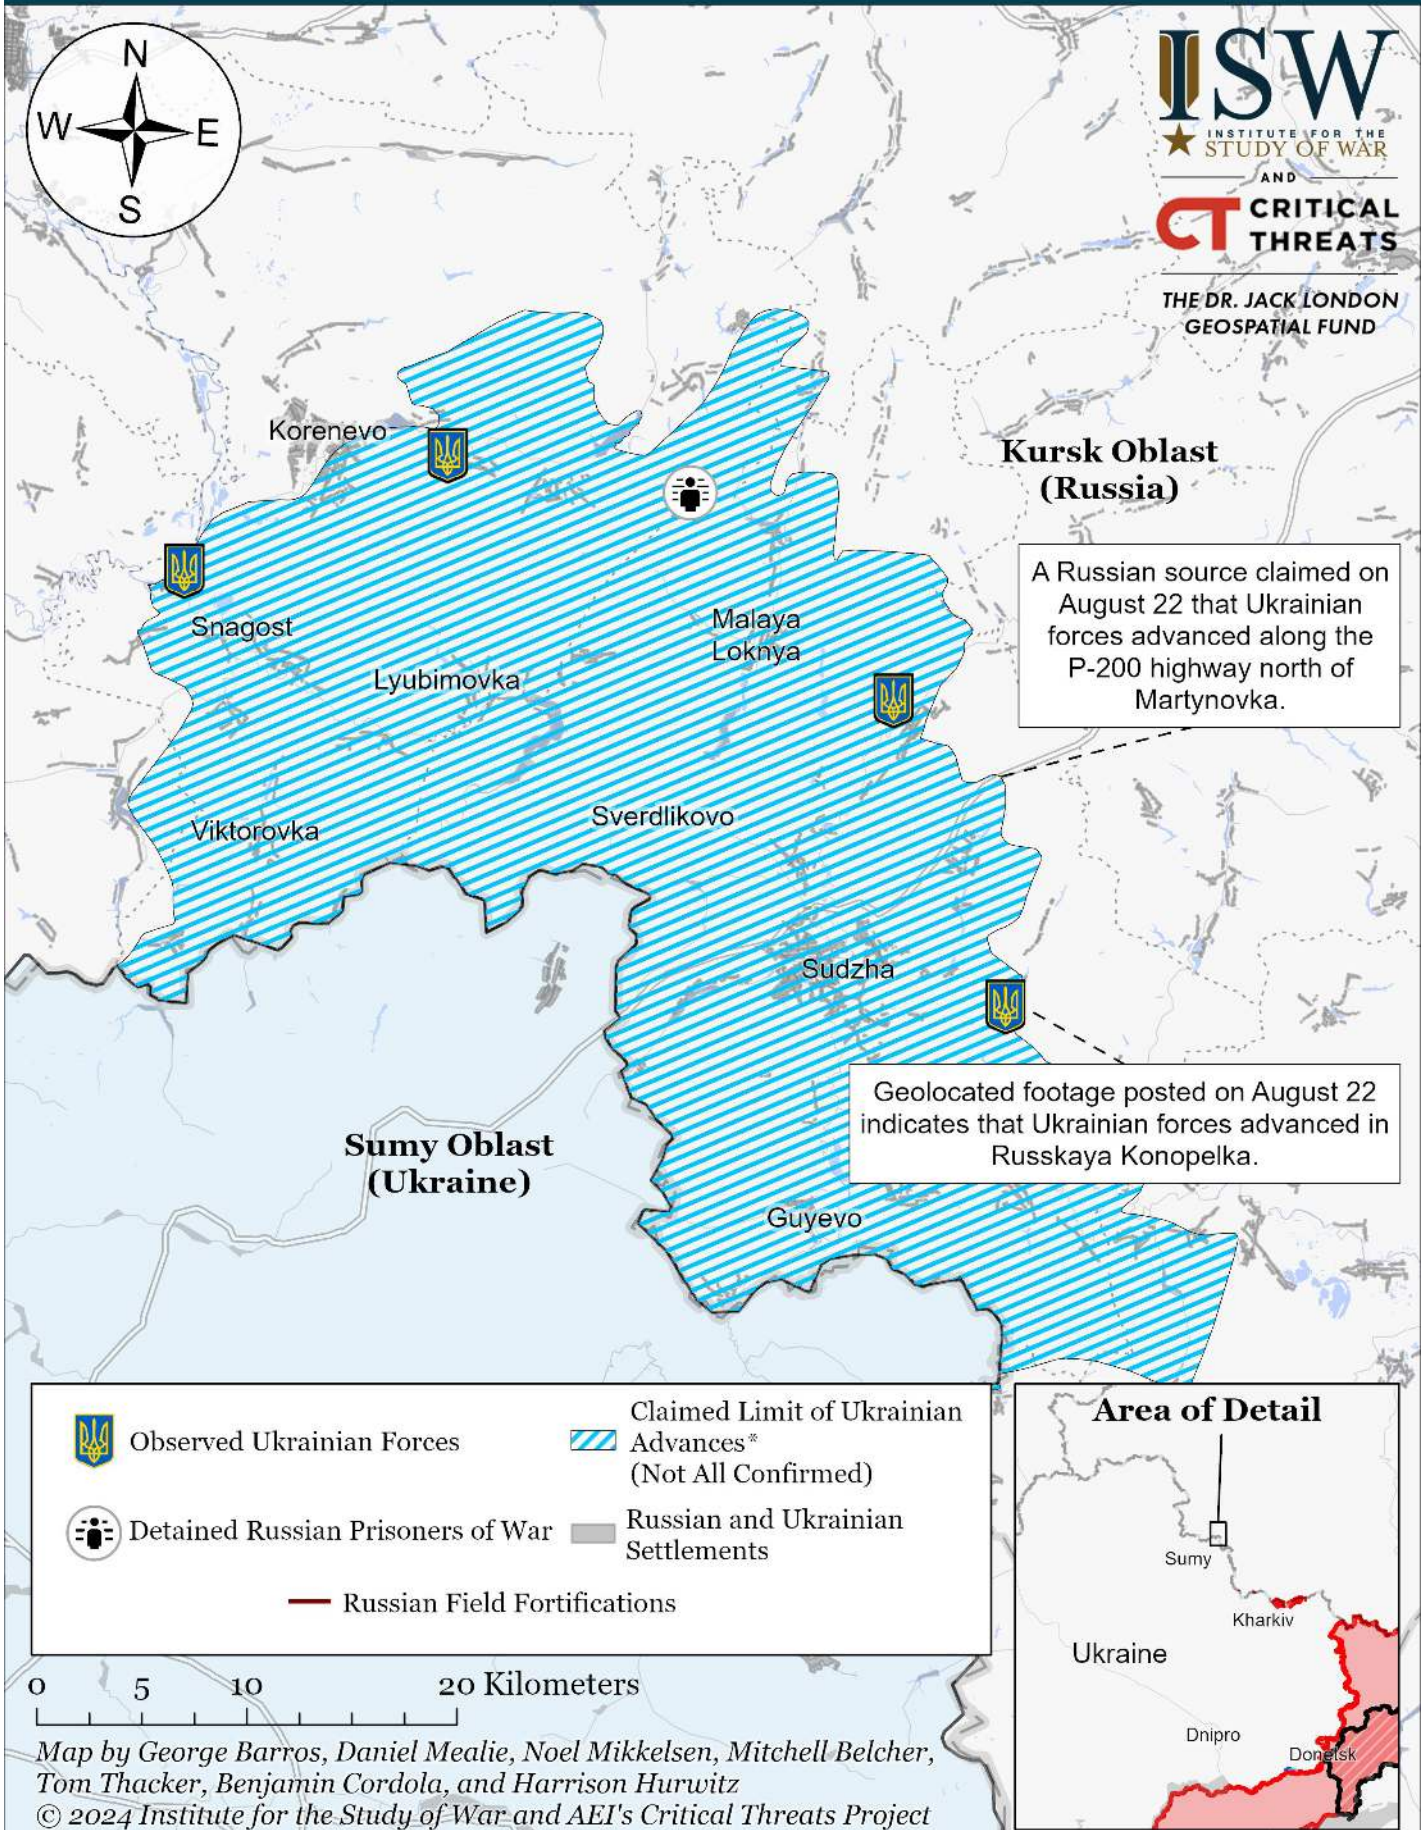 N
W
E
S
ISW
INSTITUTE FOR THE
STUDY OF WAR
AND
CT CRITICAL
THREATS
THE DR. JACK LONDON
GEOSPATIAL FUND
Korenevo
Kursk Oblast
(Russia)
A Russian source claimed on
August 22 that Ukrainian
forces advanced along the
P-200 highway north of
Martynovka.
Snagost
Malaya
Loknya
Lyubimovka
Viktorovka
Sverdlikovo
Sudzha
Geolocated footage posted on August 22
indicates that Ukrainian forces advanced in
Russkaya Konopelka.
Sumy Oblast
(Ukraine)
Guyevo
Observed Ukrainian Forces
Claimed Limit of Ukrainian
Advances*
(Not All Confirmed)
Detained Russian Prisoners of War
Russian and Ukrainian
Settlements
Russian Field Fortifications
Area of Detail
Sumy
Kharkiv
Ukraine
Dnipro
Donetsk
0 5 10 20 Kilometers
Map by George Barros, Daniel Mealie, Noel Mikkelsen, Mitchell Belcher,
Tom Thacker, Benjamin Cordola, and Harrison Hurwitz
© 2024 Institute for the Study of War and AEI's Critical Threats Project